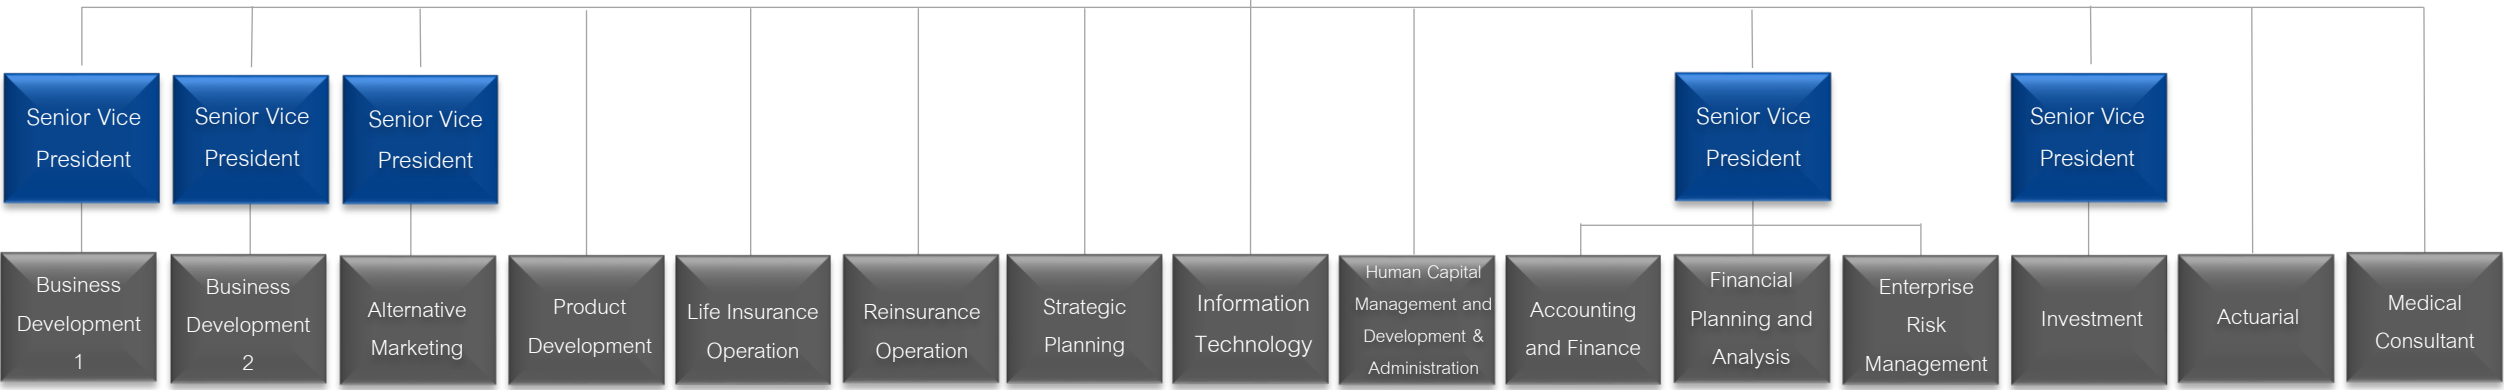 Senior Vice
President
Senior Vice
President
Senior Vice
President
Senior Vice
President
Senior Vice
President
Business
Development
1
Business
Development
2
Alternative
Marketing
Product
Development
Life Insurance
Operation
Reinsurance
Operation
Strategic
Planning
Information
Technology
Human Capital
Management and
Development &
Administration
Accounting
and Finance
Financial
Planning and
Analysis
Enterprise
Risk
Management
Investment
Actuarial
Medical
Consultant